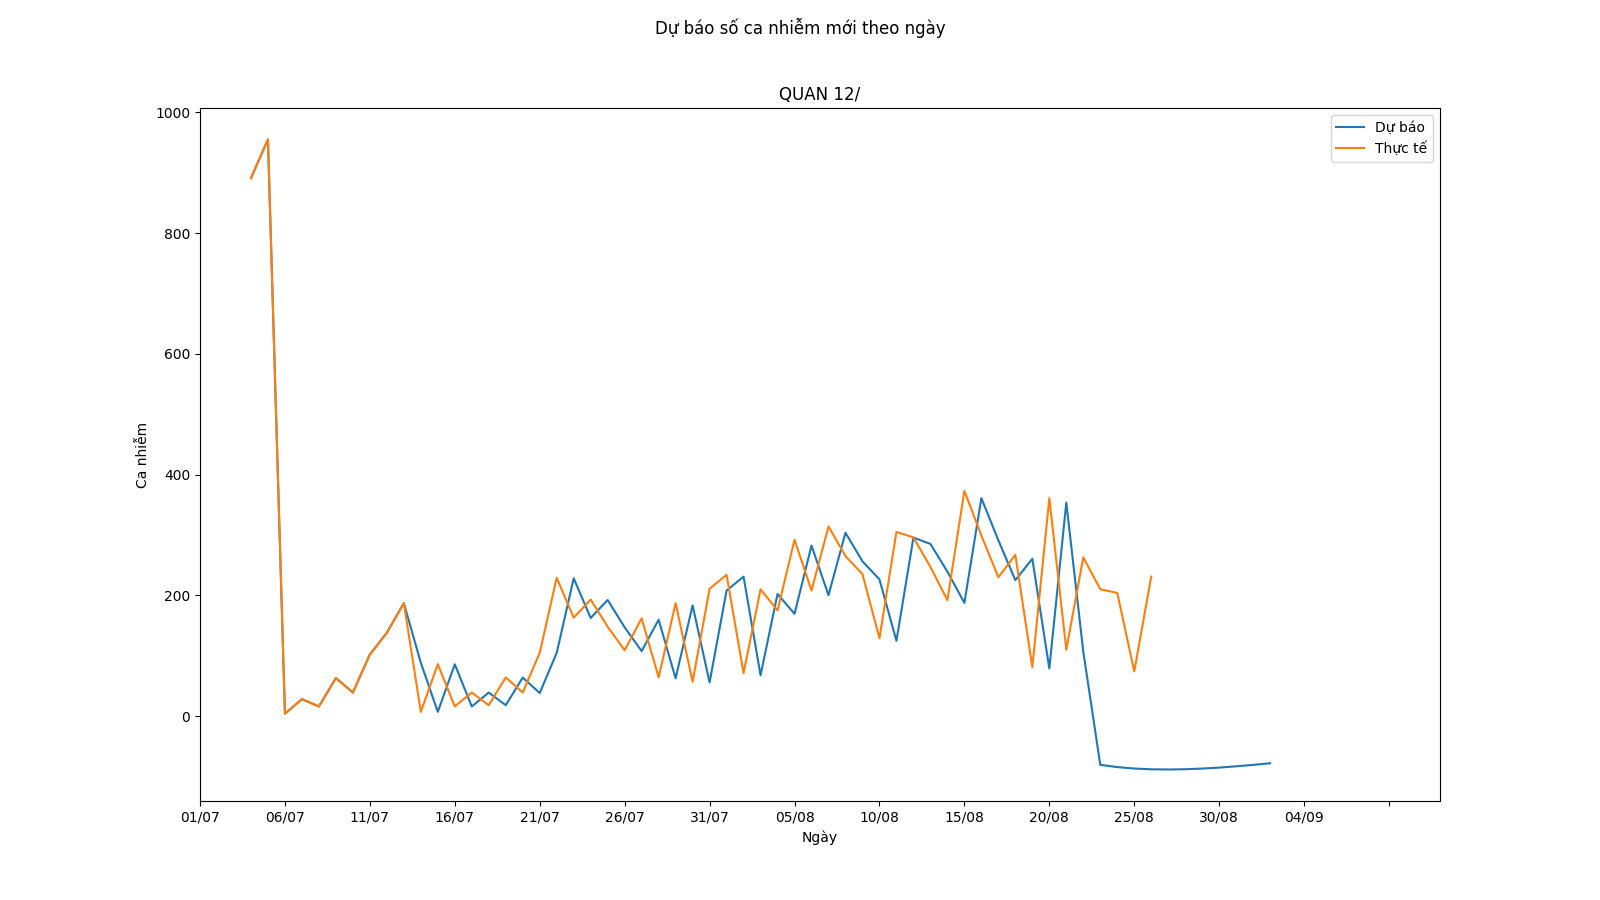 Dự báo số ca nhiễm mới theo ngày
QUAN 12/
Dự báo
Thực tế
1000
800
600
400
200
0
Ca nhiễm
01/07 06/07 11/07 16/07 21/07 26/07 31/07 05/08 10/08 15/08 20/08 25/08 30/08 04/09
Ngày